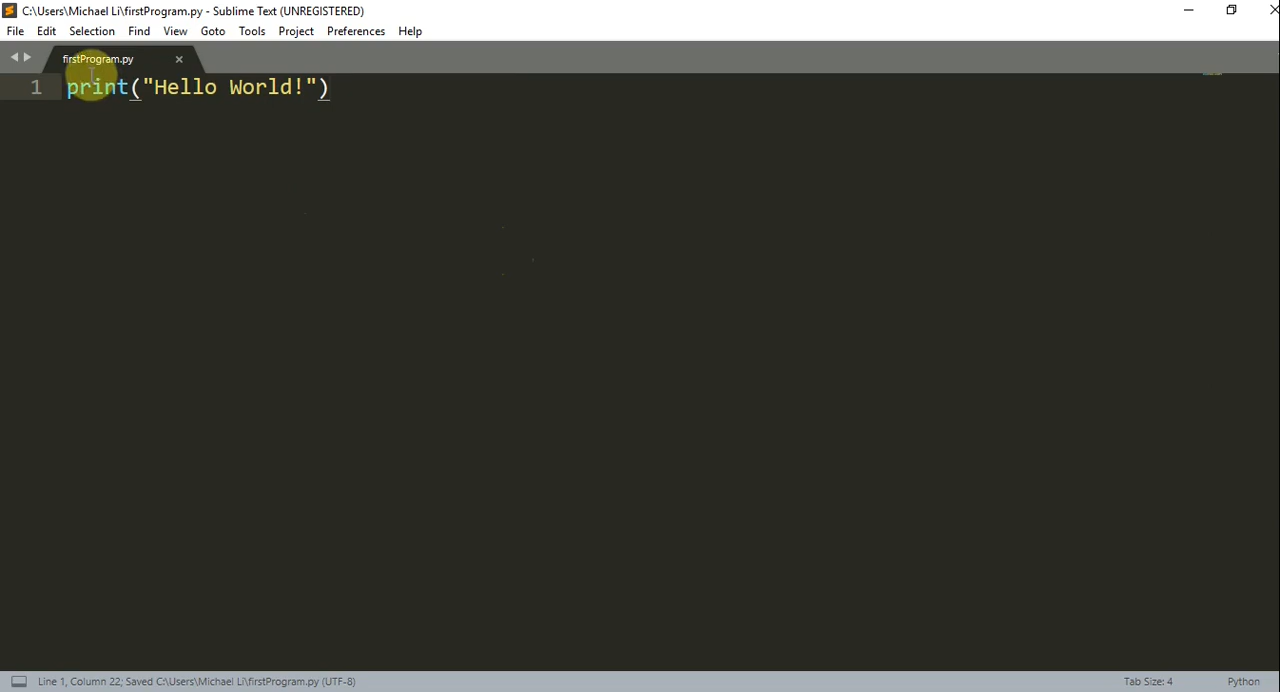 C:\Users\Michael Li\firstProgram.py - Sublime Text (UNREGISTERED)
File Edit Selection Find View Goto Tools Project Preferences Help
firstProgram.py
1 print("Hello World!")
Line 1, Column 22; Saved C:\Users\Michael Li\firstProgram.py (UTF-8) Tab Size: 4 Python